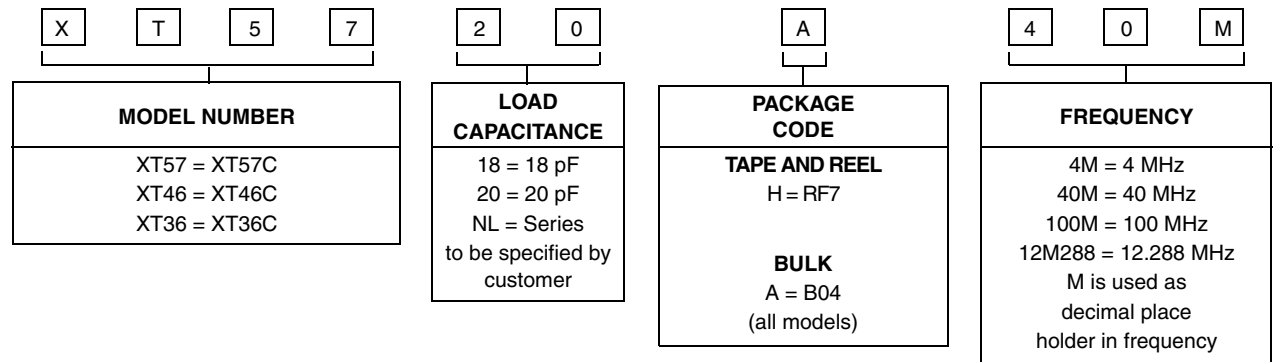 X T 5 7 2 0 A 4 0 M
MODEL NUMBER
XT57 = XT57C
XT46 = XT46C
XT36 = XT36C
LOAD
CAPACITANCE
18 = 18 pF
20 = 20 pF
NL = Series
to be specified by
customer
PACKAGE
CODE
TAPE AND REEL
H = RF7
BULK
A = B04
(all models)
FREQUENCY
4M = 4 MHz
40M = 40 MHz
100M = 100 MHz
12M288 = 12.288 MHz
M is used as
decimal place
holder in frequency